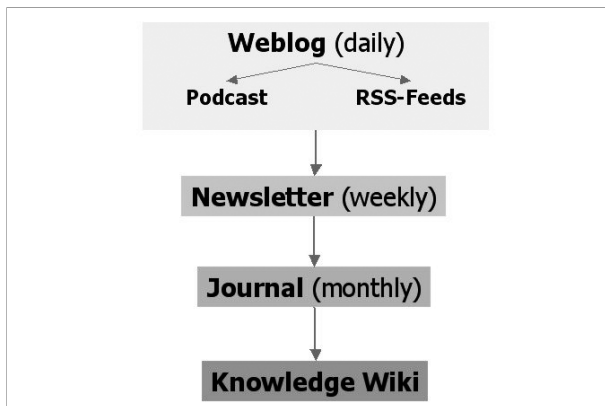 Weblog (daily)
Podcast RSS-Feeds
Newsletter (weekly)
Journal (monthly)
Knowledge Wiki